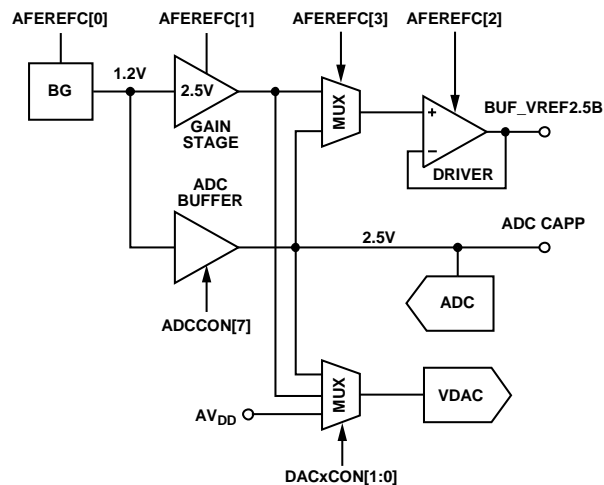 AFEREFC[0]
AFEREFC[1]
AFEREFC[3]
AFEREFC[2]
BG
1.2V
2.5V
GAIN
STAGE
MUX
+
–
DRIVER
BUF_VREF2.5B
ADC
BUFFER
2.5V
ADC CAPP
ADC
ADCCON[7]
MUX
VDAC
AVDD
DACxCON[1:0]